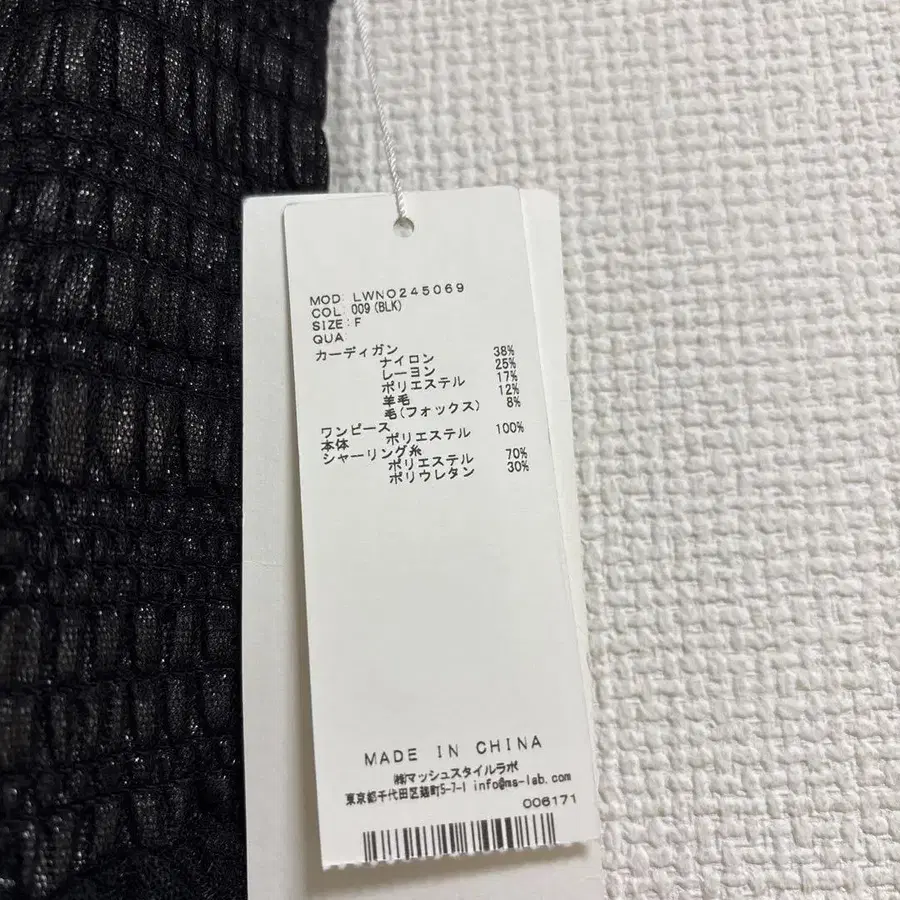 MOD: LWNO245069
COL: 009 (BLK)
SIZE: F
QUA
カーディガン
ナイロン 38%
レーヨン 25%
ポリエステル 17%
羊毛 12%
毛(フォックス) 8%
ワンピース
本体 ポリエステル 100%
シャーリング糸
ポリエステル 70%
ポリウレタン 30%
MADE IN CHINA
㈱マッシュスタイルラボ
東京都千代田区麹町5-7-1 info@ms-lab.com
006171